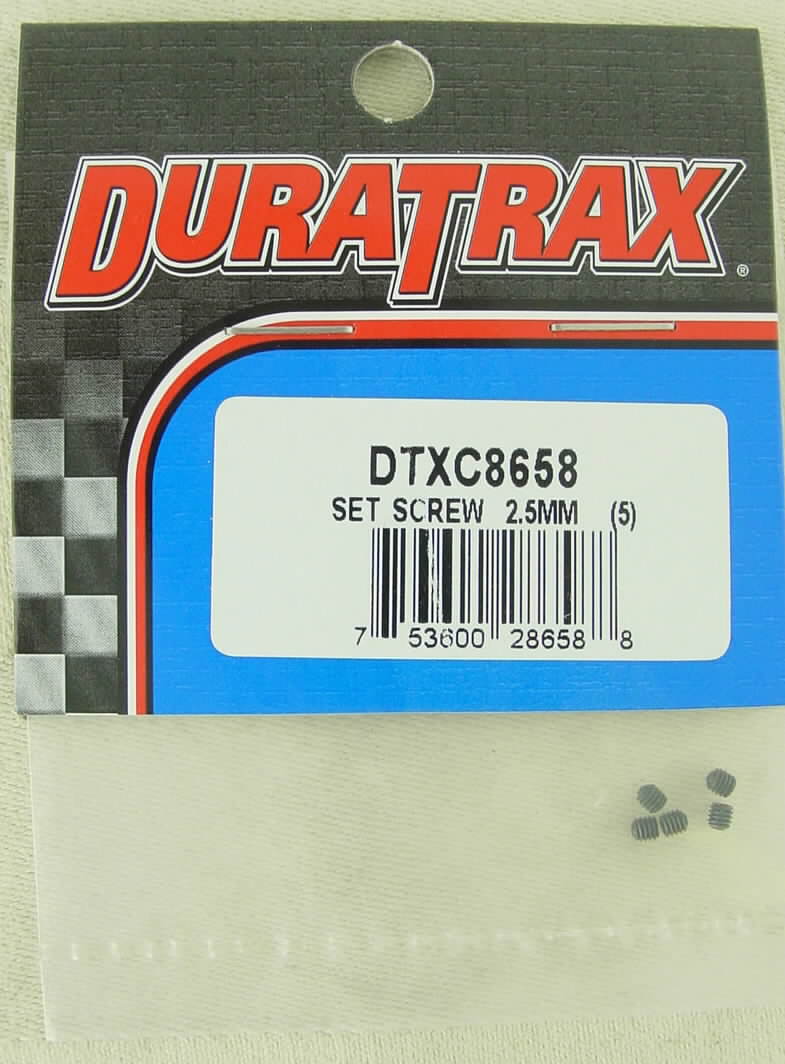 DURATRAX®
DTXC8658
SET SCREW 2.5MM (5)
7 53600 28658 8